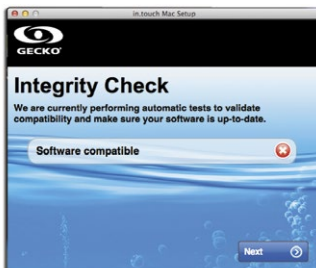 in.touch Mac Setup
GECKO
Integrity Check
We are currently performing automatic tests to validate
compatibility and make sure your software is up-to-date.
Software compatible
Next